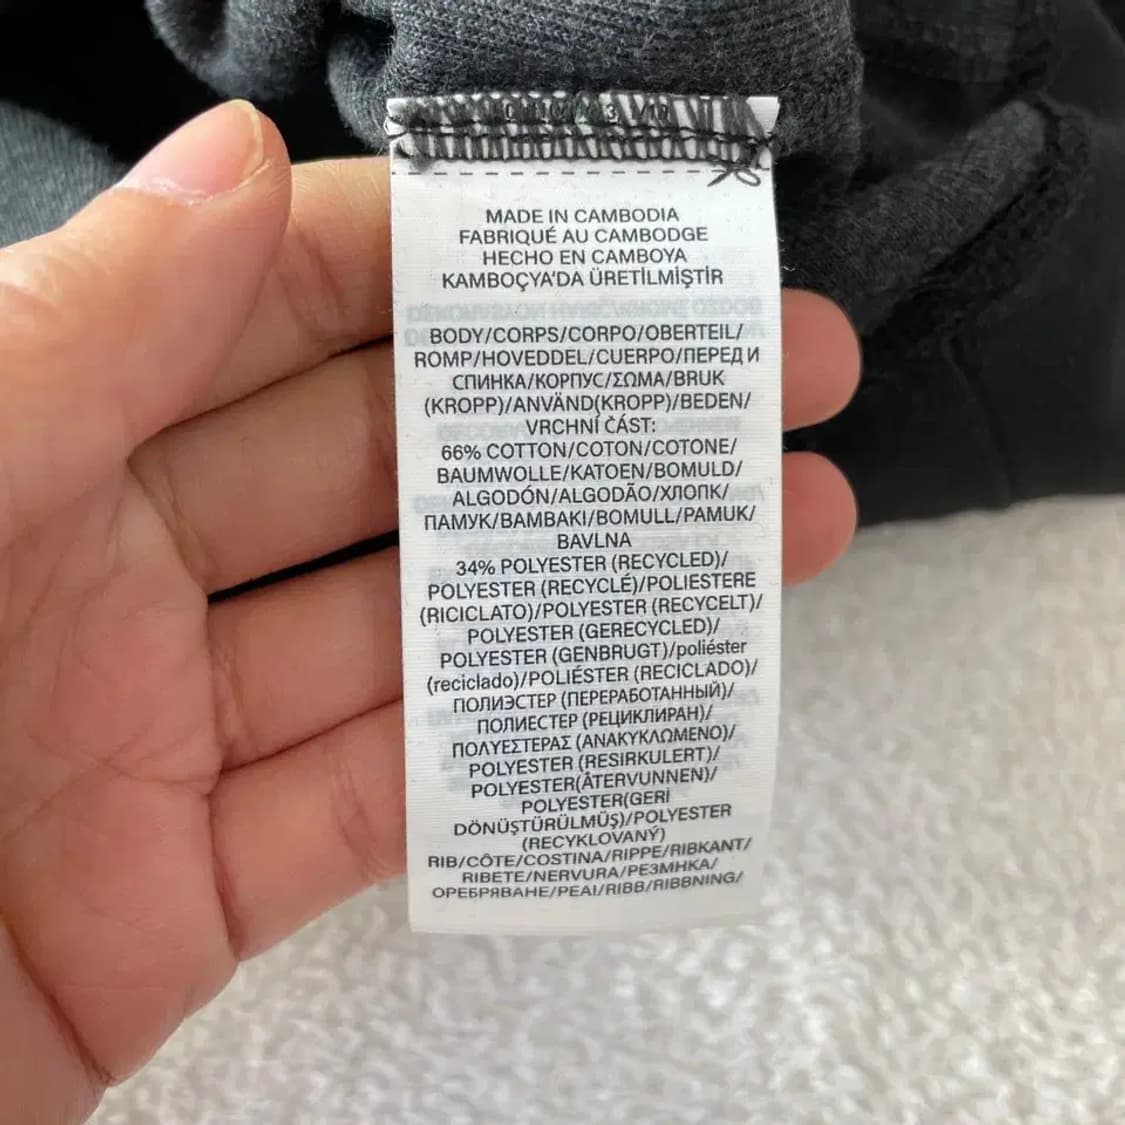 MADE IN CAMBODIA
FABRIQUÉ AU CAMBODGE
HECHO EN CAMBOYA
KAMBOÇYA'DA ÜRETİLMİŞTİR
BODY/CORPS/CORPO/OBERTEIL/
ROMP/HOVEDDEL/CUERPO/ПЕРЕД И
СПИНКА/КОРПУС/ΣΩΜΑ/BRUK
(KROPP)/ANVÄND(KROPP)/BEDEN/
VRCHNÍ ČÁST:
66% COTTON/COTON/COTONE/
BAUMWOLLE/KATOEN/BOMULD/
ALGODÓN/ALGODÃO/ХЛОПК/
ПАМУК/ΒΑΜΒΑΚΙ/BOMULL/PAMUK/
BAVLNA
34% POLYESTER (RECYCLED)/
POLYESTER (RECYCLÉ)/POLIESTERE
(RICICLATO)/POLYESTER (RECYCELT)/
POLYESTER (GERECYCLED)/
POLYESTER (GENBRUGT)/poliéster
(reciclado)/POLIÉSTER (RECICLADO)/
ПОЛИЭСТЕР (ПЕРЕРАБОТАННЫЙ)/
ПОЛИЕСТЕР (РЕЦИКЛИРАН)/
ΠΟΛΥΕΣΤΕΡΑΣ (ΑΝΑΚΥΚΛΩΜΕΝΟ)/
POLYESTER (RESIRKULERT)/
POLYESTER(ÅTERVUNNEN)/
POLYESTER(GERİ
DÖNÜŞTÜRÜLMÜŞ)/POLYESTER
(RECYKLOVANÝ)
RIB/CÔTE/COSTINA/RIPPE/RIBKANT/
RIBETE/NERVURA/РЕЗМНКА/
ОРЕБРЯВАНЕ/ΡΕΑΙ/RIBB/RIBBNING/